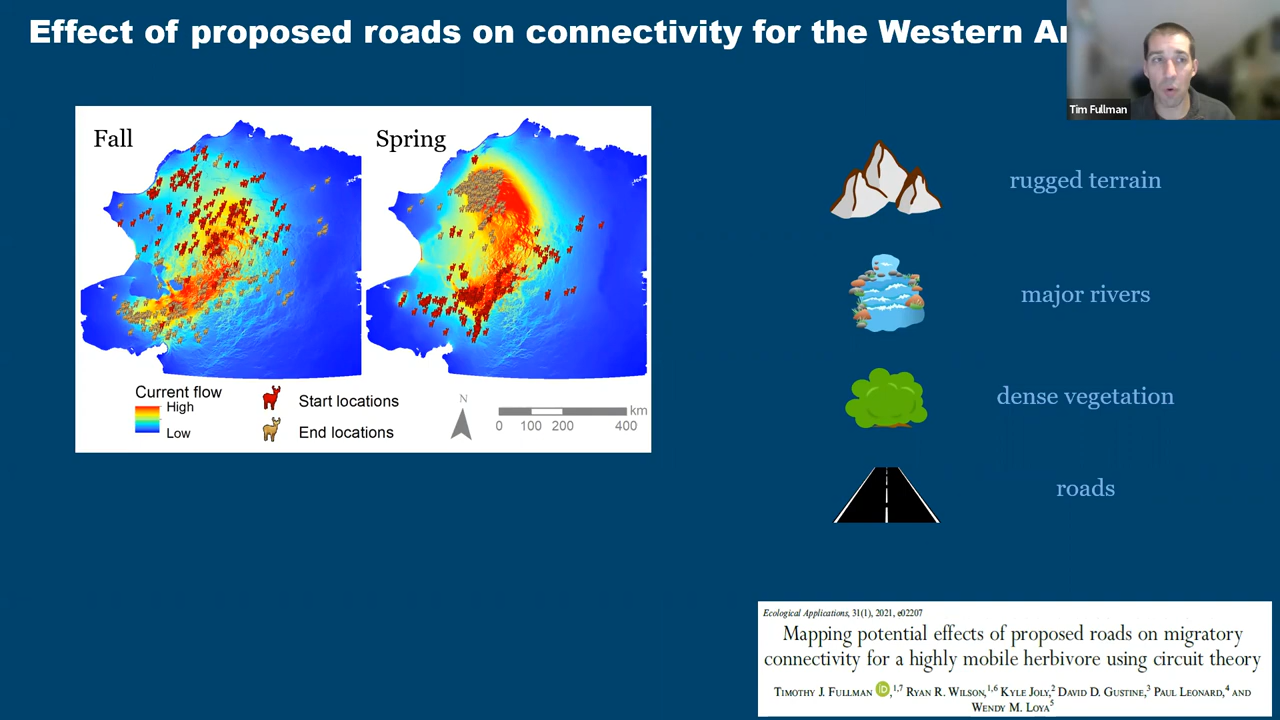 Effect of proposed roads on connectivity for the Western
Tim Fullman
Fall
Spring
rugged terrain
major rivers
dense vegetation
roads
Current flow
High
Low
Start locations
End locations
N
km
0 100 200 400
Ecological Applications, 31(1), 2021, e02207
Mapping potential effects of proposed roads on migratory
connectivity for a highly mobile herbivore using circuit theory
TIMOTHY J. FULLMAN iD,1,7 RYAN R. WILSON,1,6 KYLE JOLY,2 DAVID D. GUSTINE,3 PAUL LEONARD,4 AND
WENDY M. LOYA5